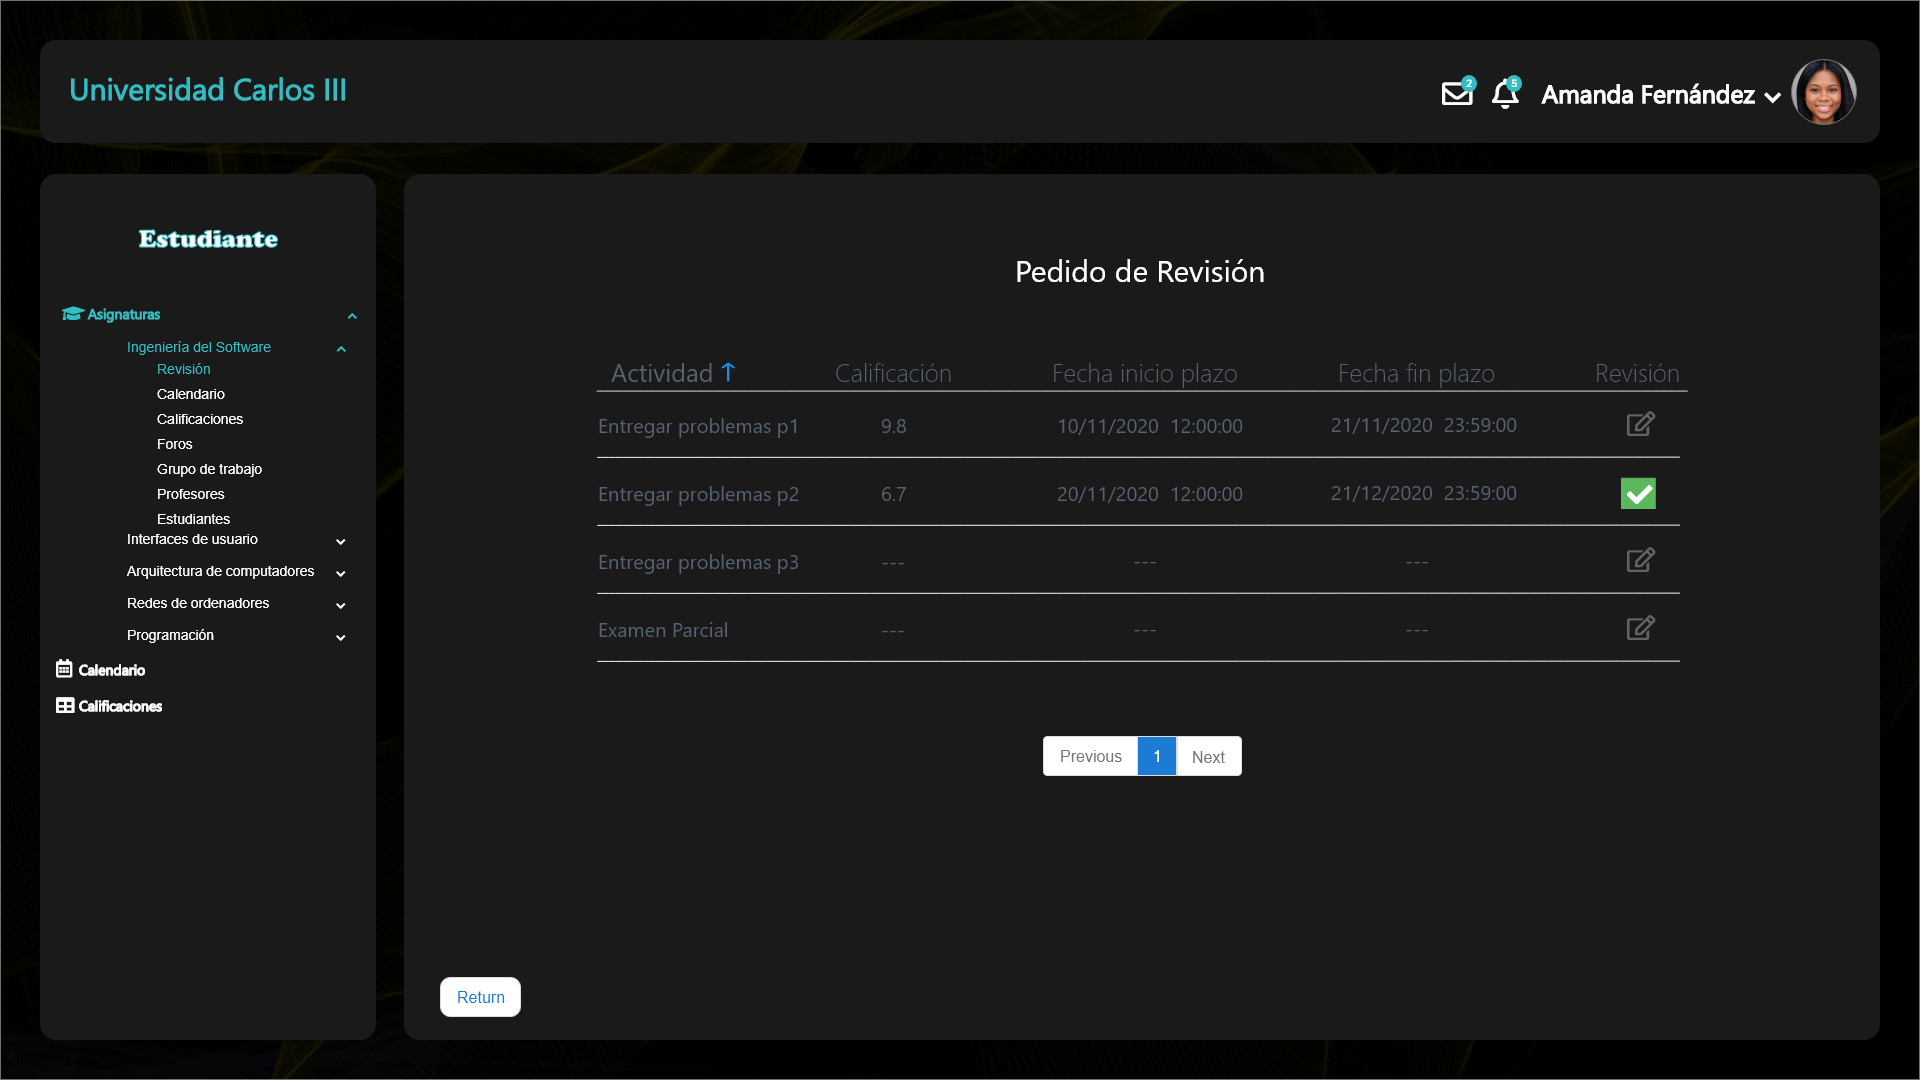 Universidad Carlos III
2
5
Amanda Fernández
Estudiante
Asignaturas
Ingeniería del Software
Revisión
Calendario
Calificaciones
Foros
Grupo de trabajo
Profesores
Estudiantes
Interfaces de usuario
Arquitectura de computadores
Redes de ordenadores
Programación
Calendario
Calificaciones
Pedido de Revisión
Actividad ↑ Calificación Fecha inicio plazo Fecha fin plazo Revisión
Entregar problemas p1 9.8 10/11/2020 12:00:00 21/11/2020 23:59:00
Entregar problemas p2 6.7 20/11/2020 12:00:00 21/12/2020 23:59:00
Entregar problemas p3 --- --- ---
Examen Parcial --- --- ---
Previous 1 Next
Return